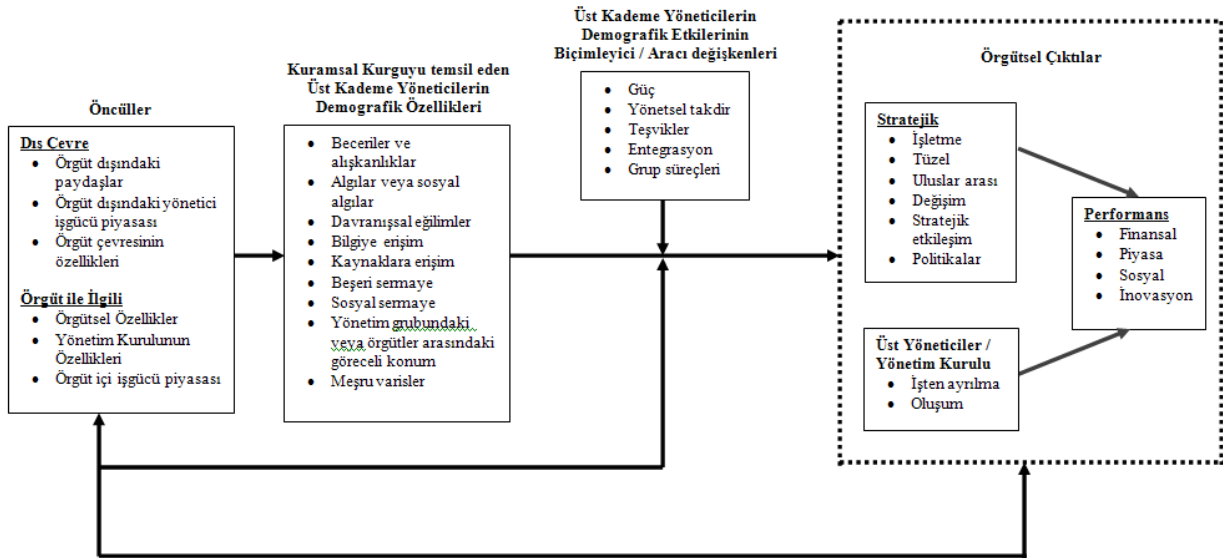 Öncüller
Dıs Cevre
• Örgüt dışındaki
paydaşlar
• Örgüt dışındaki yönetici
işgücü piyasası
• Örgüt çevresinin
özellikleri
Örgüt ile İlgili
• Örgütsel Özellikler
• Yönetim Kurulunun
Özellikleri
• Örgüt içi işgücü piyasası
Kuramsal Kurguyu temsil eden
Üst Kademe Yöneticilerin
Demografik Özellikleri
• Beceriler ve
alışkanlıklar
• Algılar veya sosyal
algılar
• Davranışsal eğilimler
• Bilgiye erişim
• Kaynaklara erişim
• Beşeri sermaye
• Sosyal sermaye
• Yönetim grubundaki
veya örgütler arasındaki
göreceli konum
• Meşru varisler
Üst Kademe Yöneticilerin
Demografik Etkilerinin
Biçimleyici / Aracı değişkenleri
• Güç
• Yönetsel takdir
• Teşvikler
• Entegrasyon
• Grup süreçleri
Örgütsel Çıktılar
Stratejik
• İşletme
• Tüzel
• Uluslar arası
• Değişim
• Stratejik
etkileşim
• Politikalar
Üst Yöneticiler /
Yönetim Kurulu
• İşten ayrılma
• Oluşum
Performans
• Finansal
• Piyasa
• Sosyal
• İnovasyon